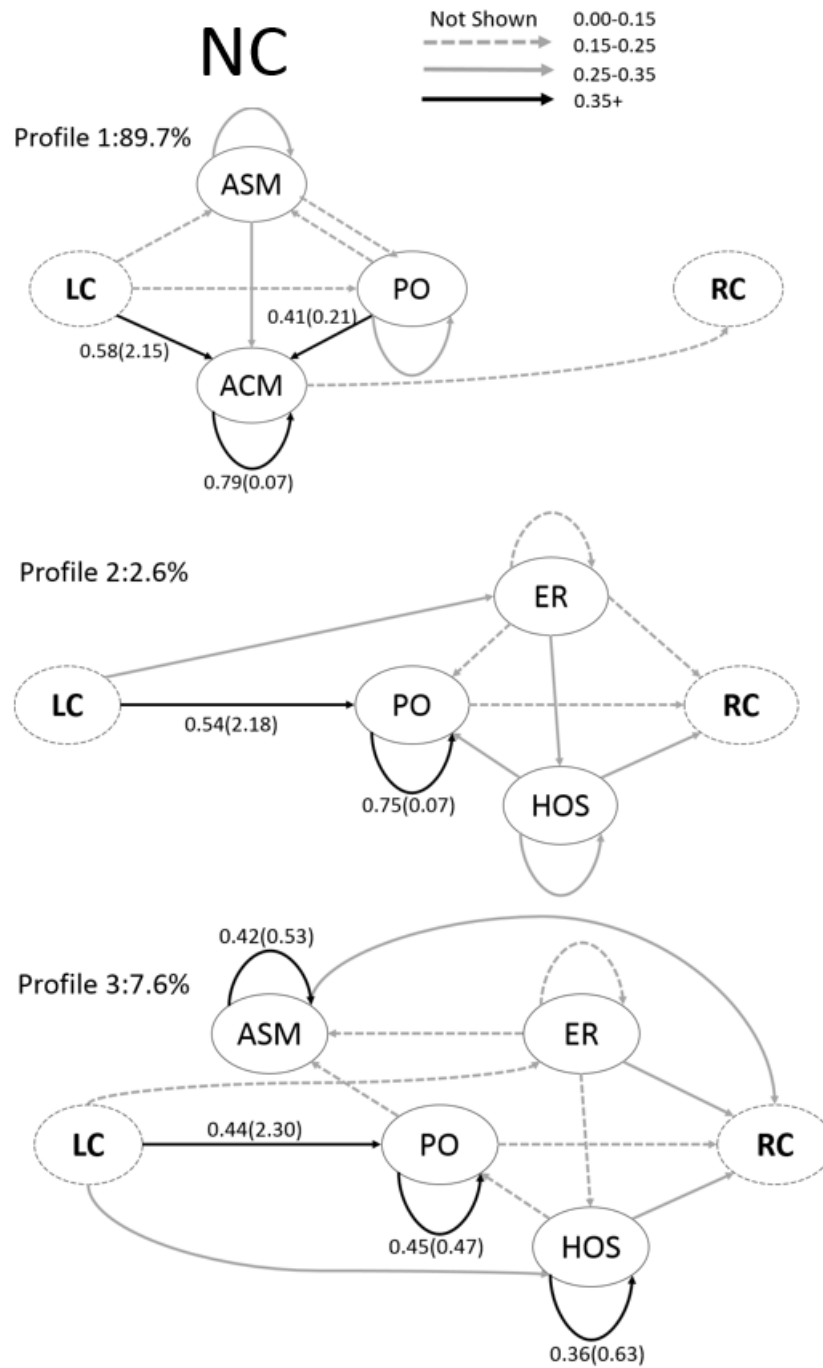 NC
Not Shown 0.00-0.15
0.15-0.25
0.25-0.35
0.35+
Profile 1:89.7%
ASM
LC
PO
RC
0.41(0.21)
0.58(2.15)
ACM
0.79(0.07)
Profile 2:2.6%
ER
LC
PO
RC
0.54(2.18)
HOS
0.75(0.07)
0.42(0.53)
Profile 3:7.6%
ASM
ER
0.44(2.30)
LC
PO
RC
0.45(0.47)
HOS
0.36(0.63)